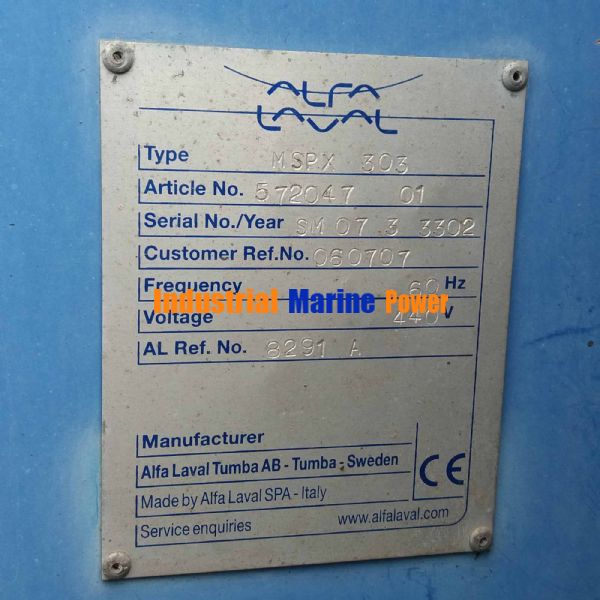 ALFA
LAVAL
Type MSPX 303
Article No. 572047 01
Serial No./Year SM 07 3 3302
Customer Ref.No. 060707
Frequency 60 Hz
Industrial Marine Power
Voltage 440 V
AL Ref. No. 8291 A
Manufacturer
Alfa Laval Tumba AB - Tumba - Sweden
Made by Alfa Laval SPA - Italy
Service enquiries www.alfalaval.com
CE